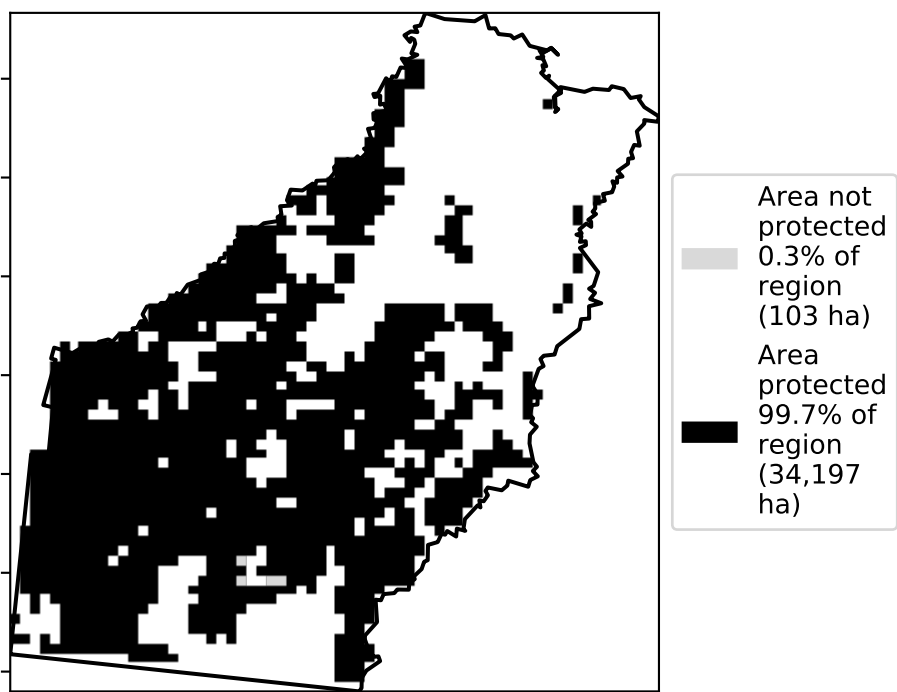 Area not
protected
0.3% of
region
(103 ha)
Area
protected
99.7% of
region
(34,197
ha)